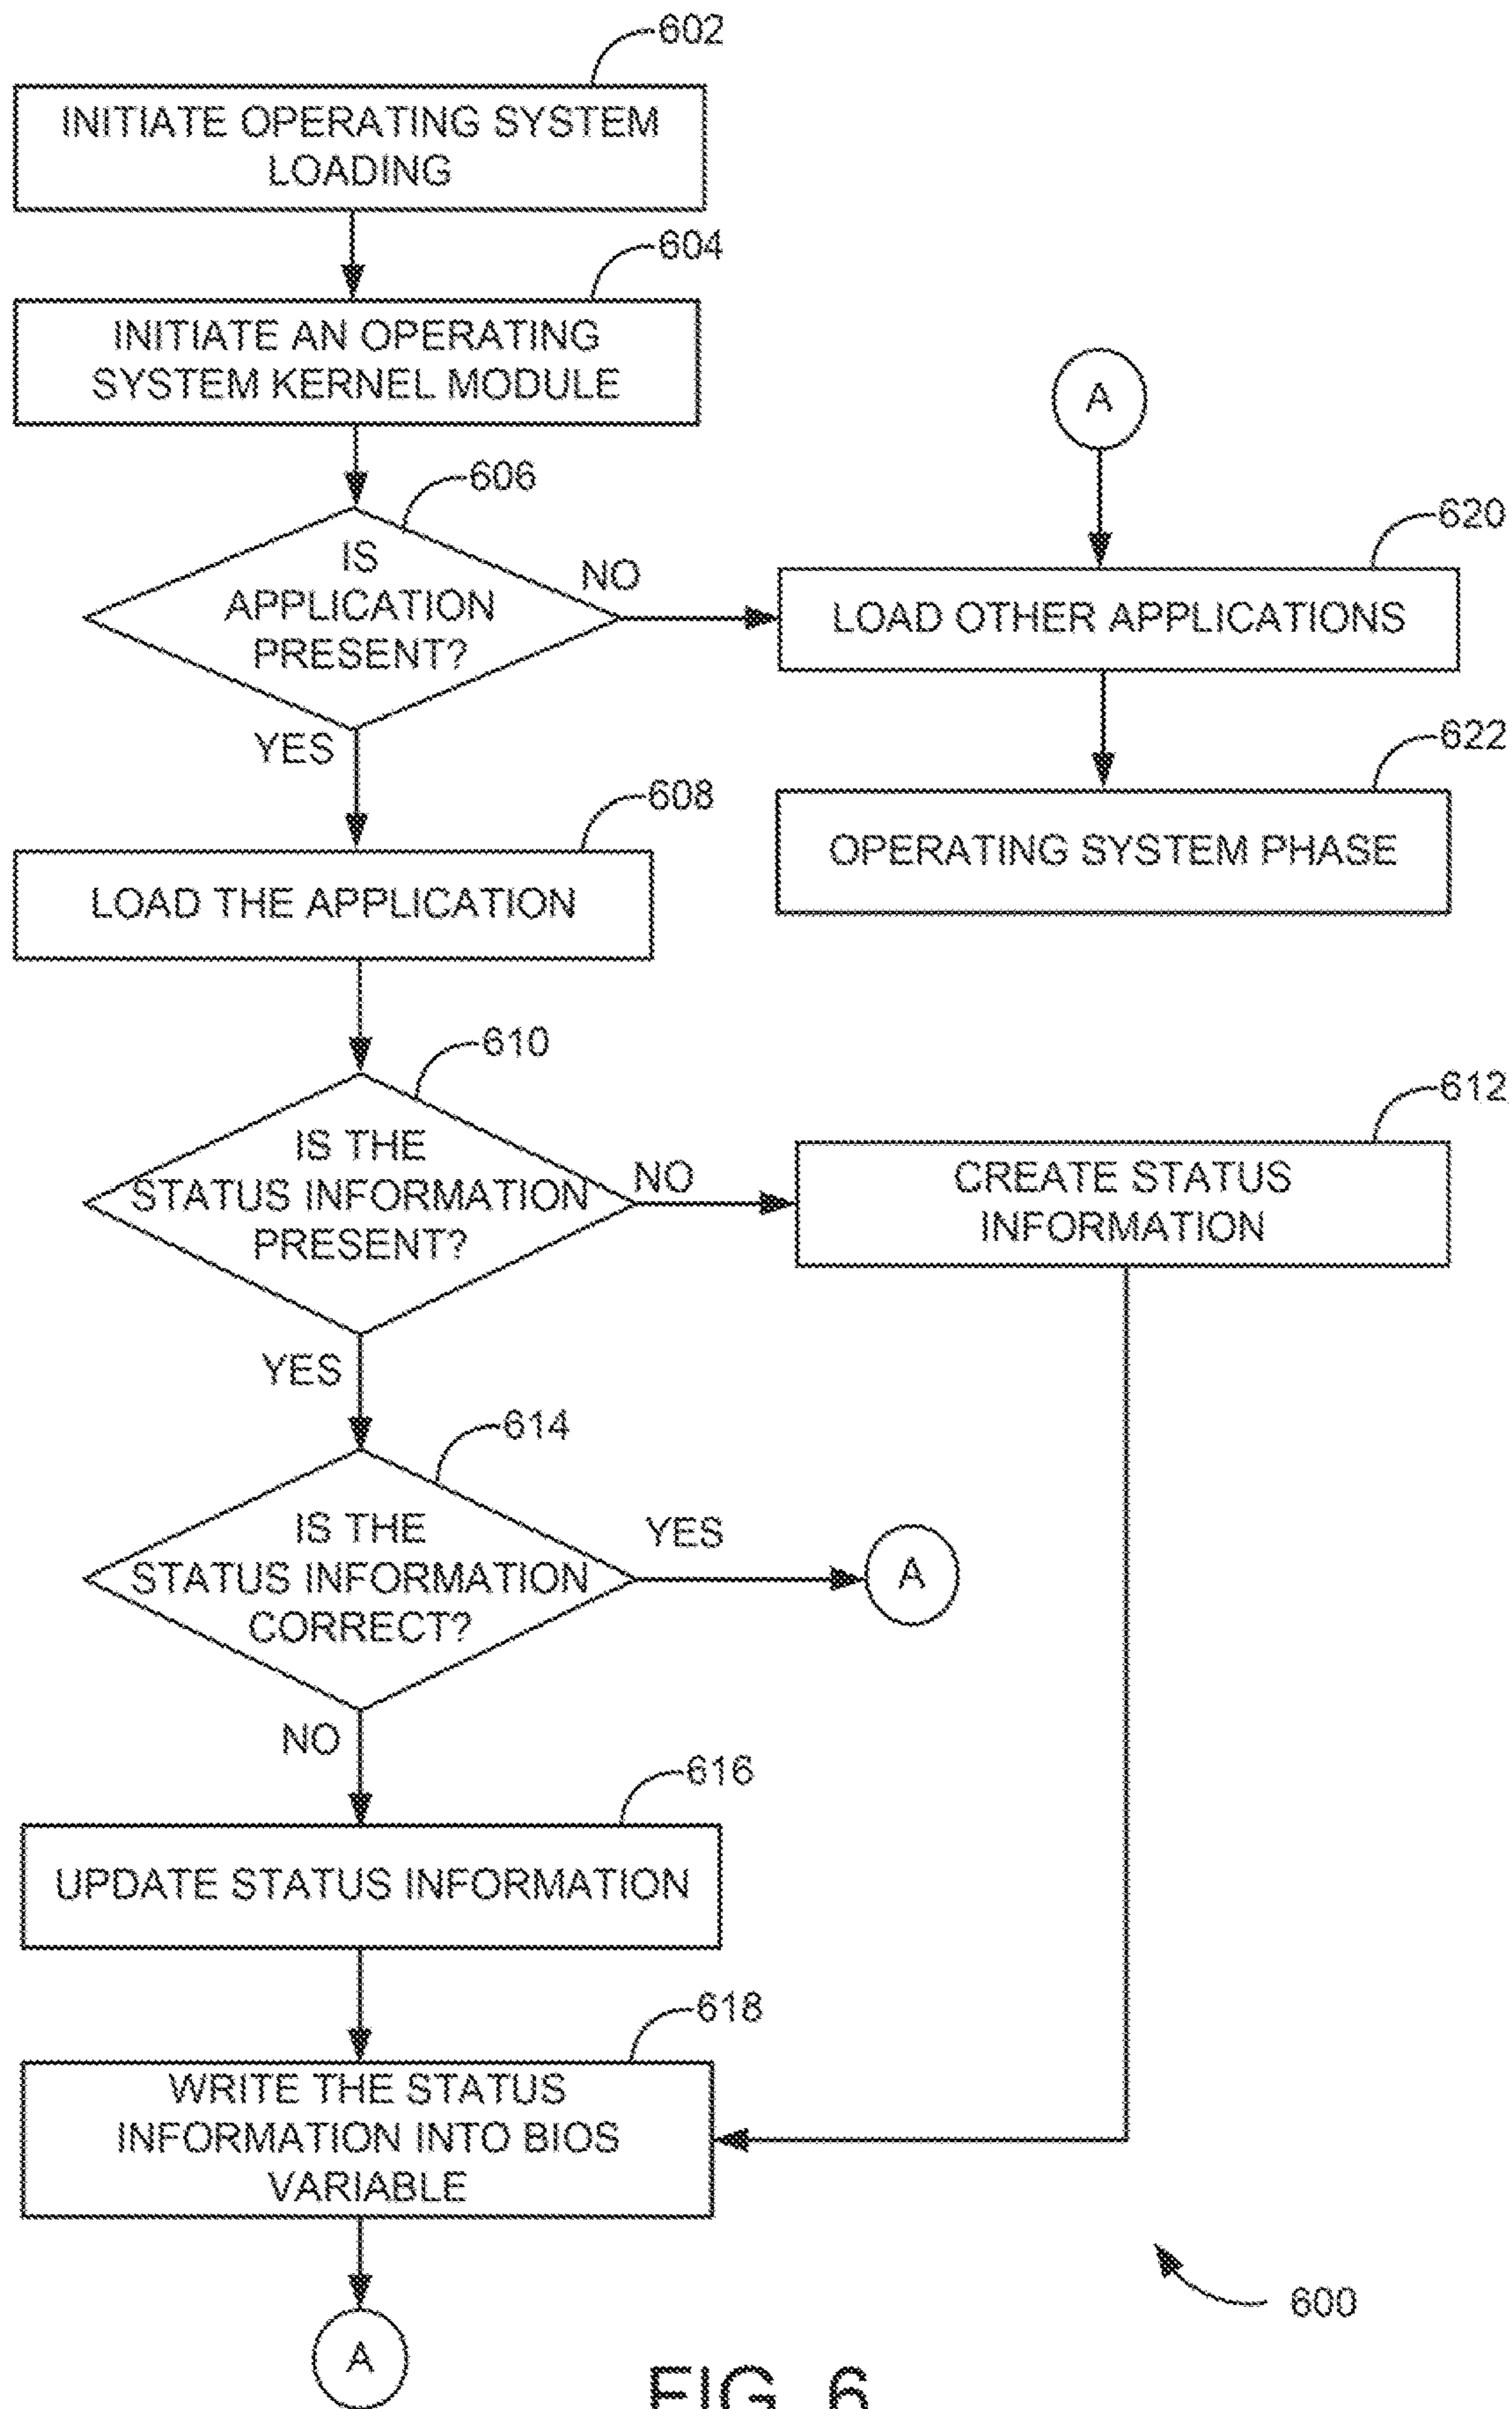 602
INITIATE OPERATING SYSTEM
LOADING
604
INITIATE AN OPERATING
SYSTEM KERNEL MODULE
606
IS
APPLICATION
PRESENT?
NO
YES
A
620
LOAD OTHER APPLICATIONS
622
OPERATING SYSTEM PHASE
608
LOAD THE APPLICATION
610
IS THE
STATUS INFORMATION
PRESENT?
NO
YES
612
CREATE STATUS
INFORMATION
614
IS THE
STATUS INFORMATION
CORRECT?
YES
A
NO
616
UPDATE STATUS INFORMATION
618
WRITE THE STATUS
INFORMATION INTO BIOS
VARIABLE
A
600
FIG. 6